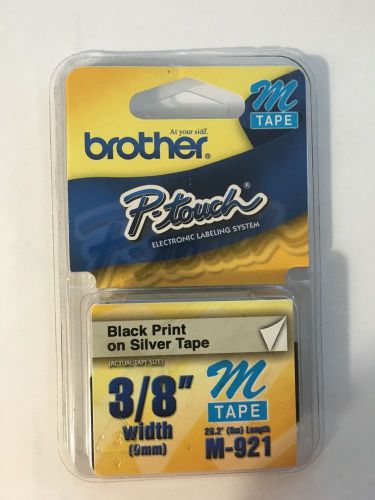 M
TAPE
At your side.
brother®
P-touch®
ELECTRONIC LABELING SYSTEM
Black Print
on Silver Tape
(ACTUAL TAPE SIZE)
3/8"
width
(9mm)
M
TAPE
26.2' (8m) Length
M-921